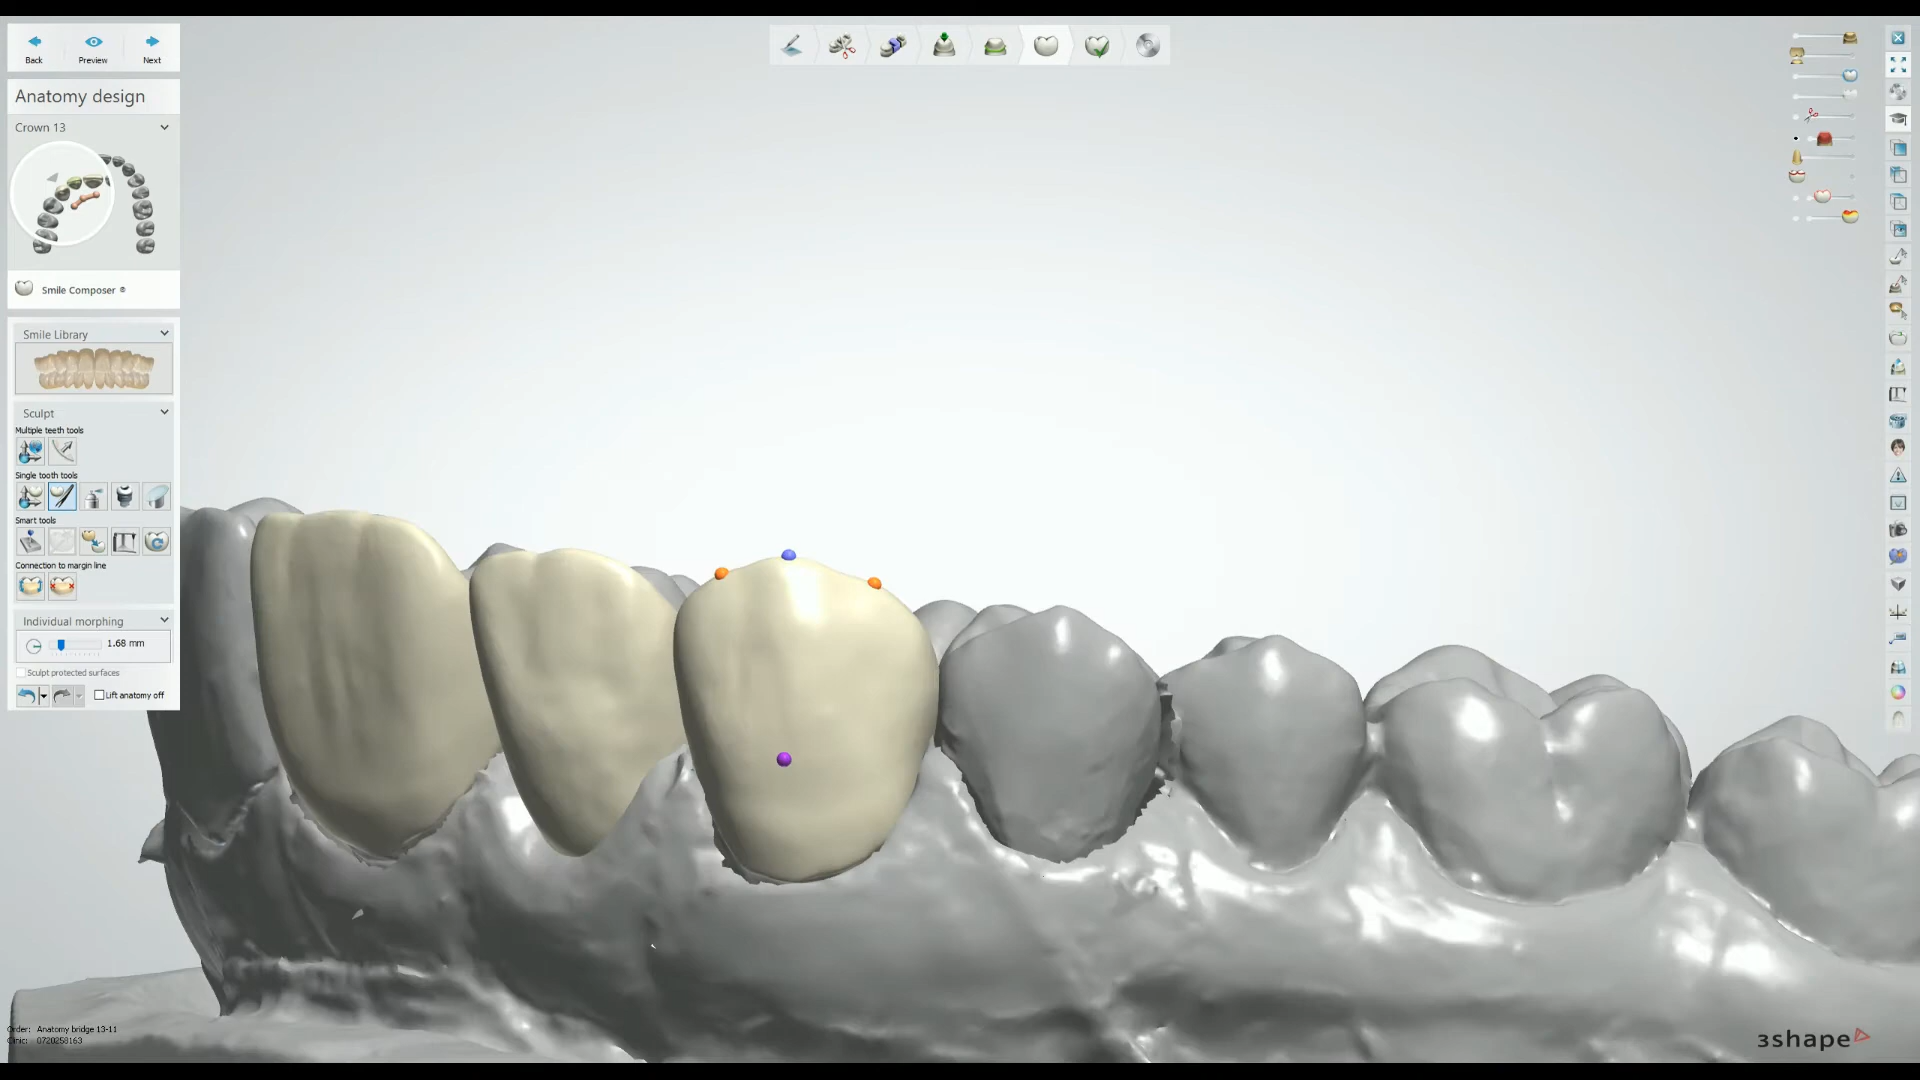 Back
Preview
Next
Anatomy design
Crown 13
Smile Composer ®
Smile Library
Sculpt
Multiple teeth tools
Single tooth tools
Smart tools
Connection to margin line
Individual morphing
1.68 mm
Sculpt protected surfaces
Lift anatomy off
Order: Anatomy bridge 13-11
Clinic: 0720258163
3shape